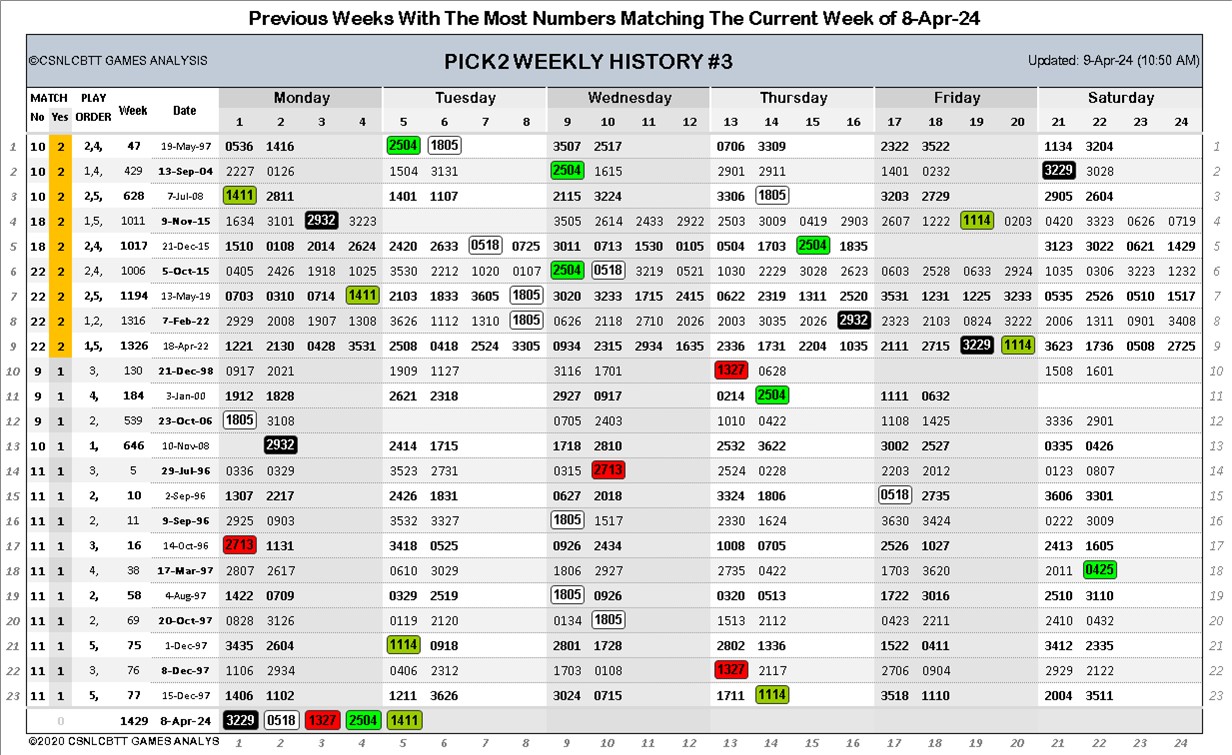 Previous Weeks With The Most Numbers Matching The Current Week of 8-Apr-24
©CSNLCBTT GAMES ANALYSIS PICK2 WEEKLY HISTORY #3 Updated: 9-Apr-24 (10:50 AM)
MATCH PLAY Week Date Monday Tuesday Wednesday Thursday Friday Saturday
No Yes ORDER 1 2 3 4 5 6 7 8 9 10 11 12 13 14 15 16 17 18 19 20 21 22 23 24
1 10 2 2,4, 47 19-May-97 0536 1416 2504 1805 3507 2517 0706 3309 2322 3522 1134 3204 1
2 10 2 1,4, 429 13-Sep-04 2227 0126 1504 3131 2504 1615 2901 2911 1401 0232 3229 3028 2
3 10 2 2,5, 628 7-Jul-08 1411 2811 1401 1107 2115 3224 3306 1805 3203 2729 2905 2604 3
4 18 2 1,5, 1011 9-Nov-15 1634 3101 2932 3223 3505 2614 2433 2922 2503 3009 0419 2903 2607 1222 1114 0203 0420 3323 0626 0719 4
5 18 2 2,4, 1017 21-Dec-15 1510 0108 2014 2624 2420 2633 0518 0725 3011 0713 1530 0105 0504 1703 2504 1835 3123 3022 0621 1429 5
6 22 2 2,4, 1006 5-Oct-15 0405 2426 1918 1025 3530 2212 1020 0107 2504 0518 3219 0521 1030 2229 3028 2623 0603 2528 0633 2924 1035 0306 3223 1232 6
7 22 2 2,5, 1194 13-May-19 0703 0310 0714 1411 2103 1833 3605 1805 3020 3233 1715 2415 0622 2319 1311 2520 3531 1231 1225 3233 0535 2526 0510 1517 7
8 22 2 1,2, 1316 7-Feb-22 2929 2008 1907 1308 3626 1112 1310 1805 0626 2118 2710 2026 2003 3035 2026 2932 2323 2103 0824 3222 2006 1311 0901 3408 8
9 22 2 1,5, 1326 18-Apr-22 1221 2130 0428 3531 2508 0418 2524 3305 0934 2315 2934 1635 2336 1731 2204 1035 2111 2715 3229 1114 3623 1736 0508 2725 9
10 9 1 3, 130 21-Dec-98 0917 2021 1909 1127 3116 1701 1327 0628 1508 1601 10
11 9 1 4, 184 3-Jan-00 1912 1828 2621 2318 2927 0917 0214 2504 1111 0632 11
12 9 1 2, 539 23-Oct-06 1805 3108 0705 2403 1010 0422 1108 1425 3336 2901 12
13 10 1 1, 646 10-Nov-08 2932 2414 1715 1718 2810 2532 3622 3002 2527 0335 0426 13
14 11 1 3, 5 29-Jul-96 0336 0329 3523 2731 0315 2713 2524 0228 2203 2012 0123 0807 14
15 11 1 2, 10 2-Sep-96 1307 2217 2426 1831 0627 2018 3324 1806 0518 2735 3606 3301 15
16 11 1 2, 11 9-Sep-96 2925 0903 3532 3327 1805 1517 2330 1624 3630 3424 0222 3009 16
17 11 1 3, 16 14-Oct-96 2713 1131 3418 0525 0926 2434 1008 0705 2526 1027 2413 1605 17
18 11 1 4, 38 17-Mar-97 2807 2617 0610 3029 1806 2927 2735 0422 1703 3620 2011 0425 18
19 11 1 2, 58 4-Aug-97 1422 0709 0329 2519 1805 0926 0320 0513 1722 3016 2510 3110 19
20 11 1 2, 69 20-Oct-97 0828 3126 0119 2120 0134 1805 1513 2112 0423 2211 2410 0432 20
21 11 1 5, 75 1-Dec-97 3435 2604 1114 0918 2801 1728 2802 1336 1522 0411 3412 2335 21
22 11 1 3, 76 8-Dec-97 1106 2934 0406 2312 1703 0108 1327 2117 2706 0904 2929 2122 22
23 11 1 5, 77 15-Dec-97 1406 1102 1211 3626 3024 0715 1711 1114 3518 1110 2004 3511 23
0 1429 8-Apr-24 3229 0518 1327 2504 1411
©2020 CSNLCBTT GAMES ANALYS 1 2 3 4 5 6 7 8 9 10 11 12 13 14 15 16 17 18 19 20 21 22 23 24